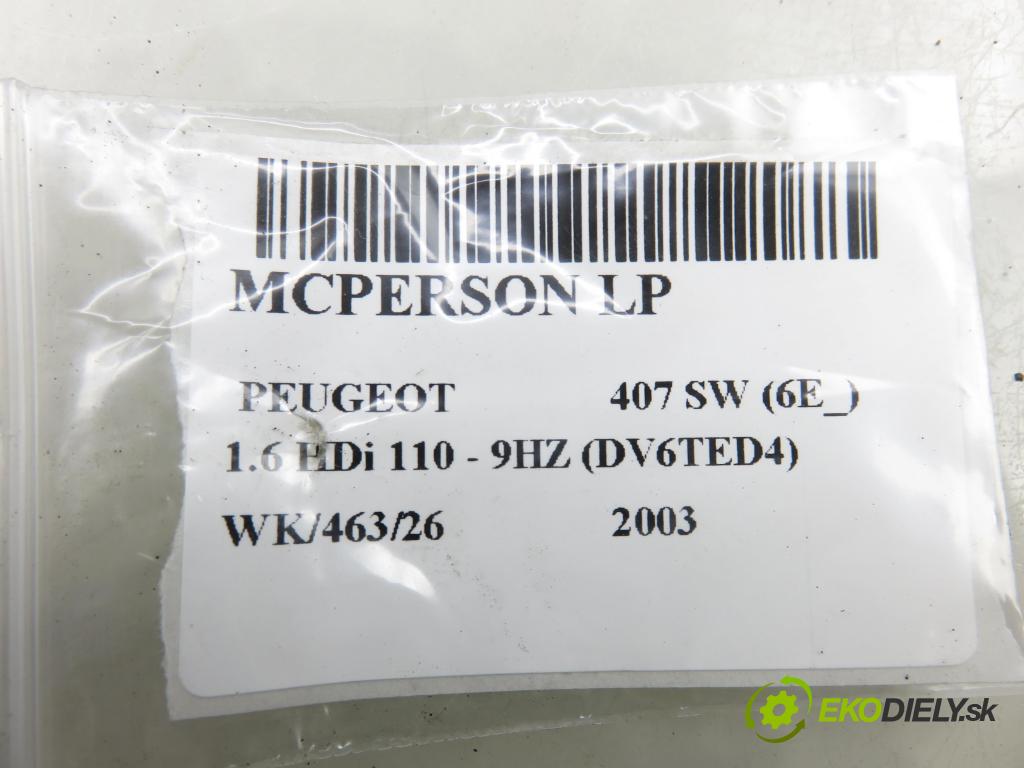 MCPERSON LP
PEUGEOT 407 SW (6E_)
1.6 HDi 110 - 9HZ (DV6TED4)
WK/463/26 2003
EKODIELY.sk